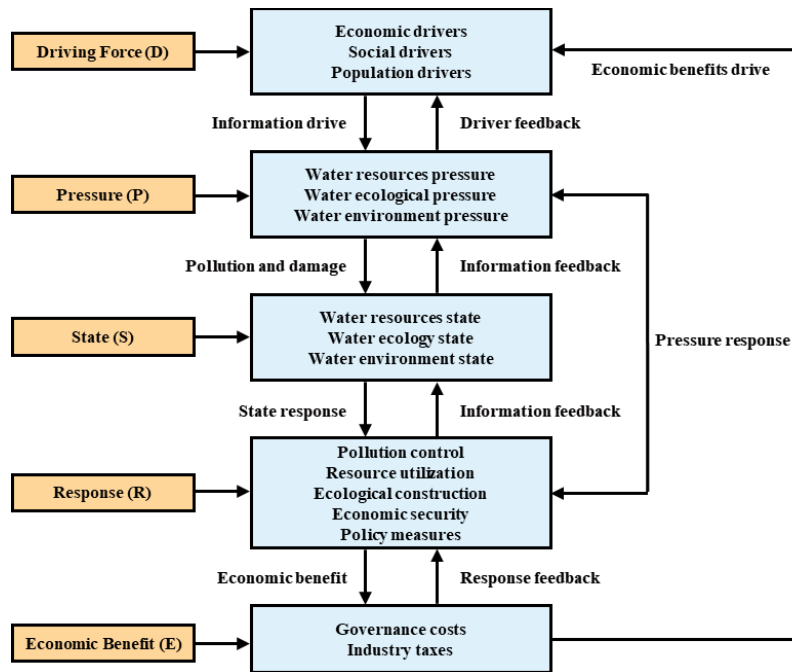 Driving Force (D)
Economic drivers
Social drivers
Population drivers
Economic benefits drive
Information drive
Driver feedback
Pressure (P)
Water resources pressure
Water ecological pressure
Water environment pressure
Pollution and damage
Information feedback
State (S)
Water resources state
Water ecology state
Water environment state
Pressure response
State response
Information feedback
Response (R)
Pollution control
Resource utilization
Ecological construction
Economic security
Policy measures
Economic benefit
Response feedback
Economic Benefit (E)
Governance costs
Industry taxes